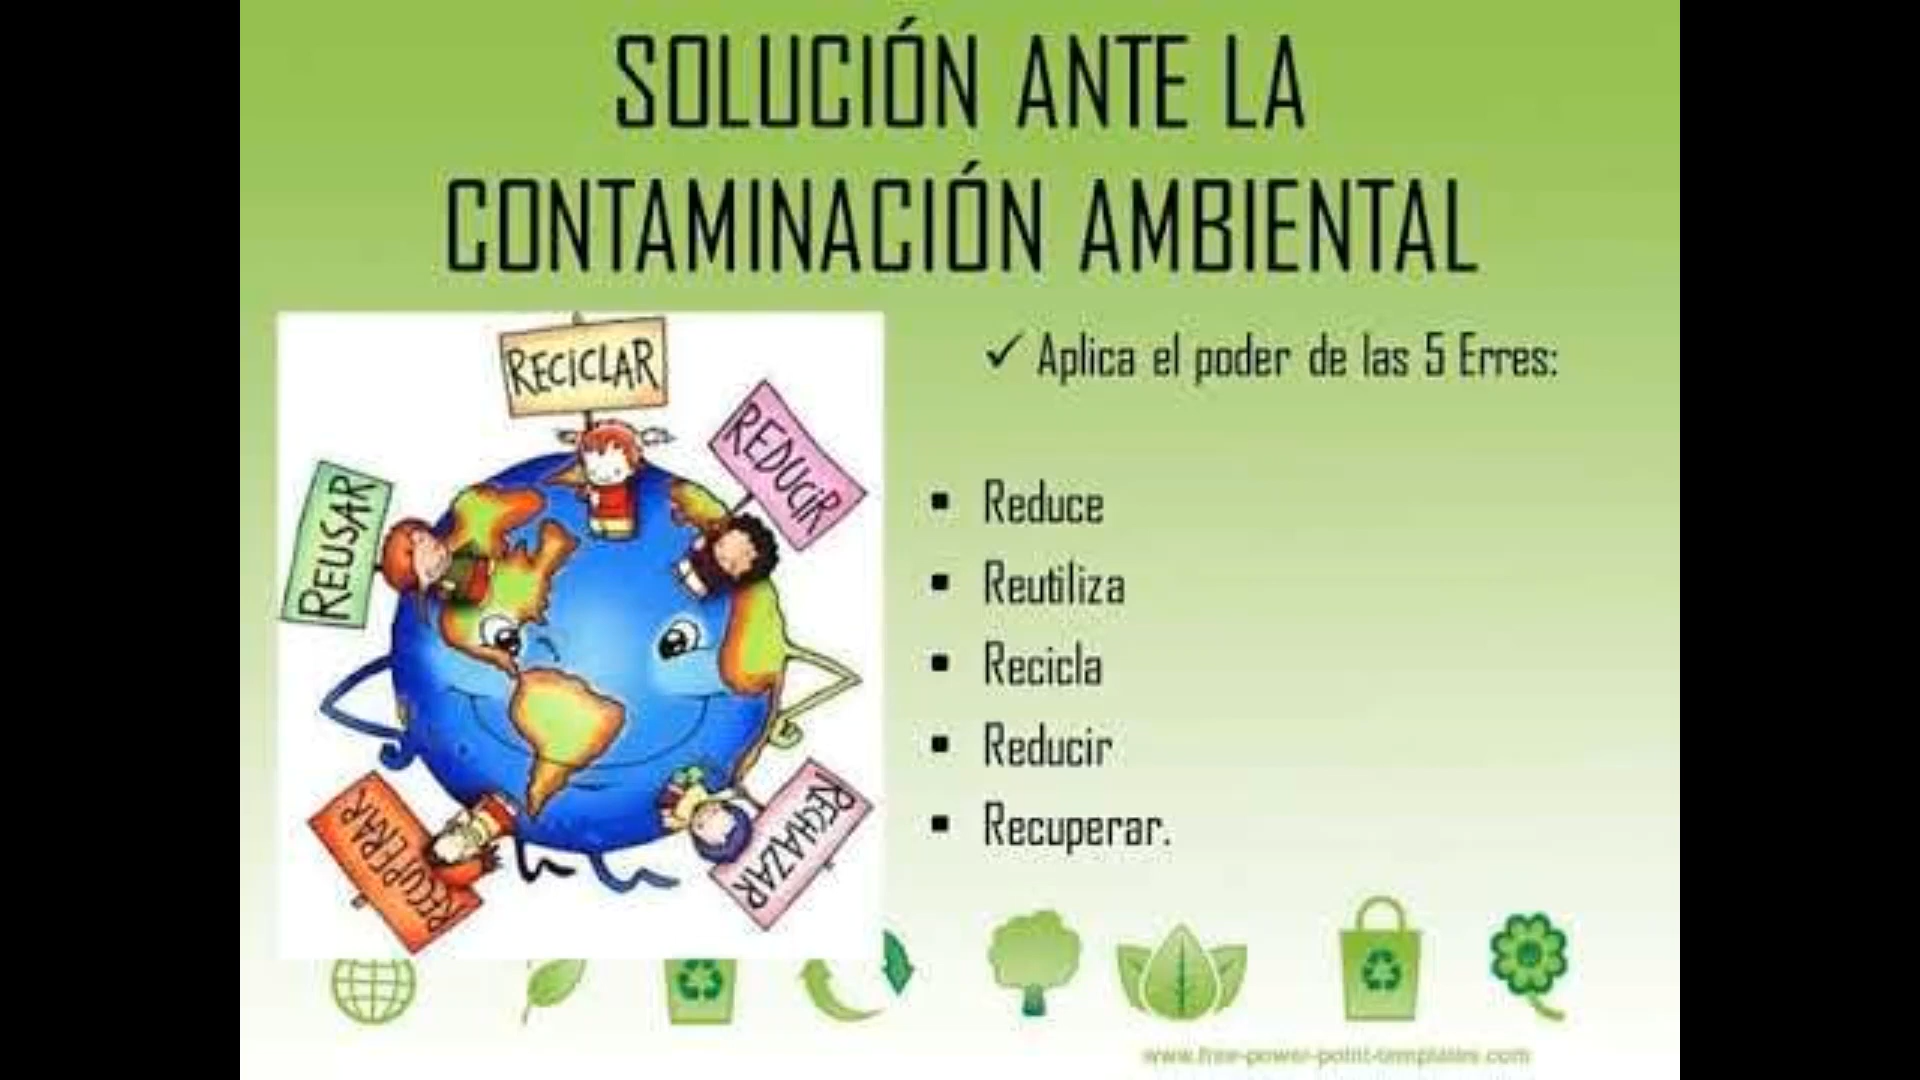 SOLUCIÓN ANTE LA
CONTAMINACIÓN AMBIENTAL
✓ Aplica el poder de las 5 Erres:
▪ Reduce
▪ Reutiliza
▪ Recicla
▪ Reducir
▪ Recuperar.
RECICLAR
REDUCIR
REUSAR
RECUPERAR
RECHAZAR
www.free-power-point-templates.com